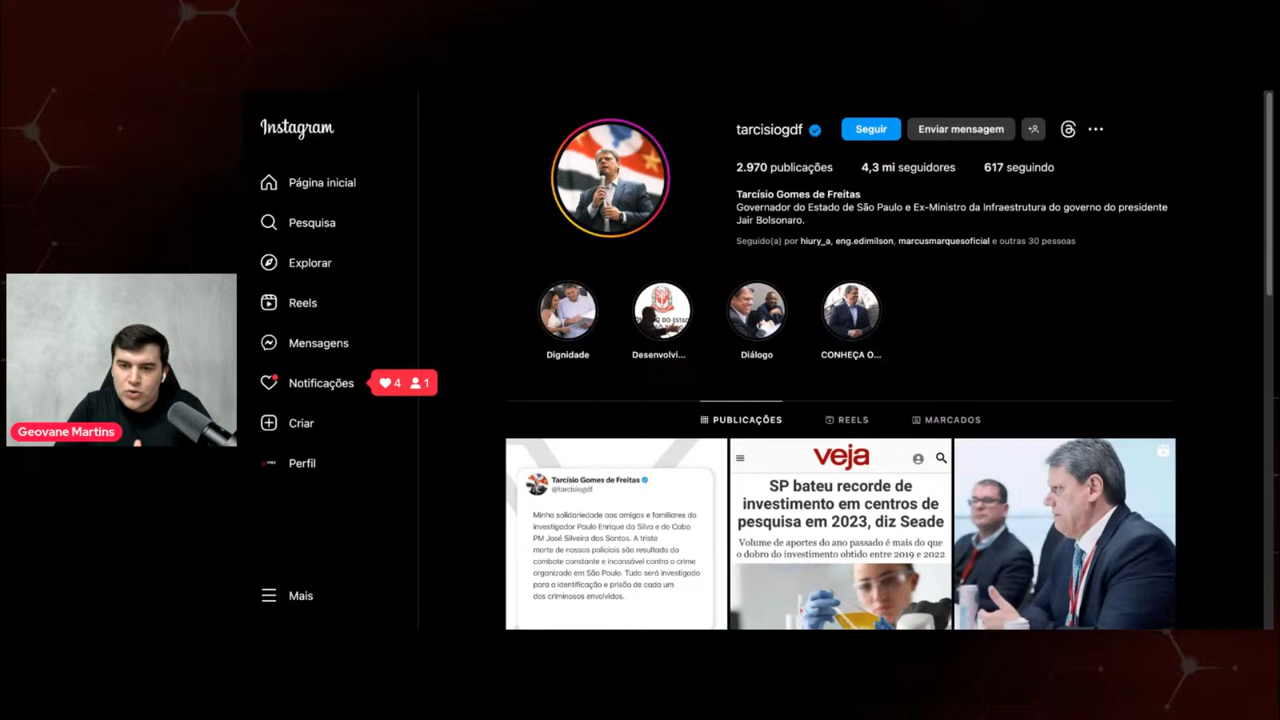 Instagram
Página inicial
Pesquisa
Explorar
Reels
Mensagens
Notificações
4 1
Criar
Perfil
Mais
Geovane Martins
tarcisiogdf
Seguir
Enviar mensagem
2.970 publicações 4,3 mi seguidores 617 seguindo
Tarcísio Gomes de Freitas
Governador do Estado de São Paulo e Ex-Ministro da Infraestrutura do governo do presidente
Jair Bolsonaro.
Seguido(a) por hiury_a, eng.edimilson, marcusmarquesoficial e outras 30 pessoas
Dignidade
Desenvolvi...
Diálogo
CONHEÇA O...
PUBLICAÇÕES
REELS
MARCADOS
Tarcísio Gomes de Freitas
@tarcisiogdf
Minha solidariedade aos amigos e familiares do
investigador Paulo Enrique da Silva e do Cabo
PM José Silveira dos Santos. A triste
morte de nossos policiais são resultado do
combate constante e incansável contra o crime
organizado em São Paulo. Tudo será investigado
para a identificação e prisão de cada um
dos criminosos envolvidos.
veja
SP bateu recorde de
investimento em centros de
pesquisa em 2023, diz Seade
Volume de aportes do ano passado é mais do que
o dobro do investimento obtido entre 2019 e 2022